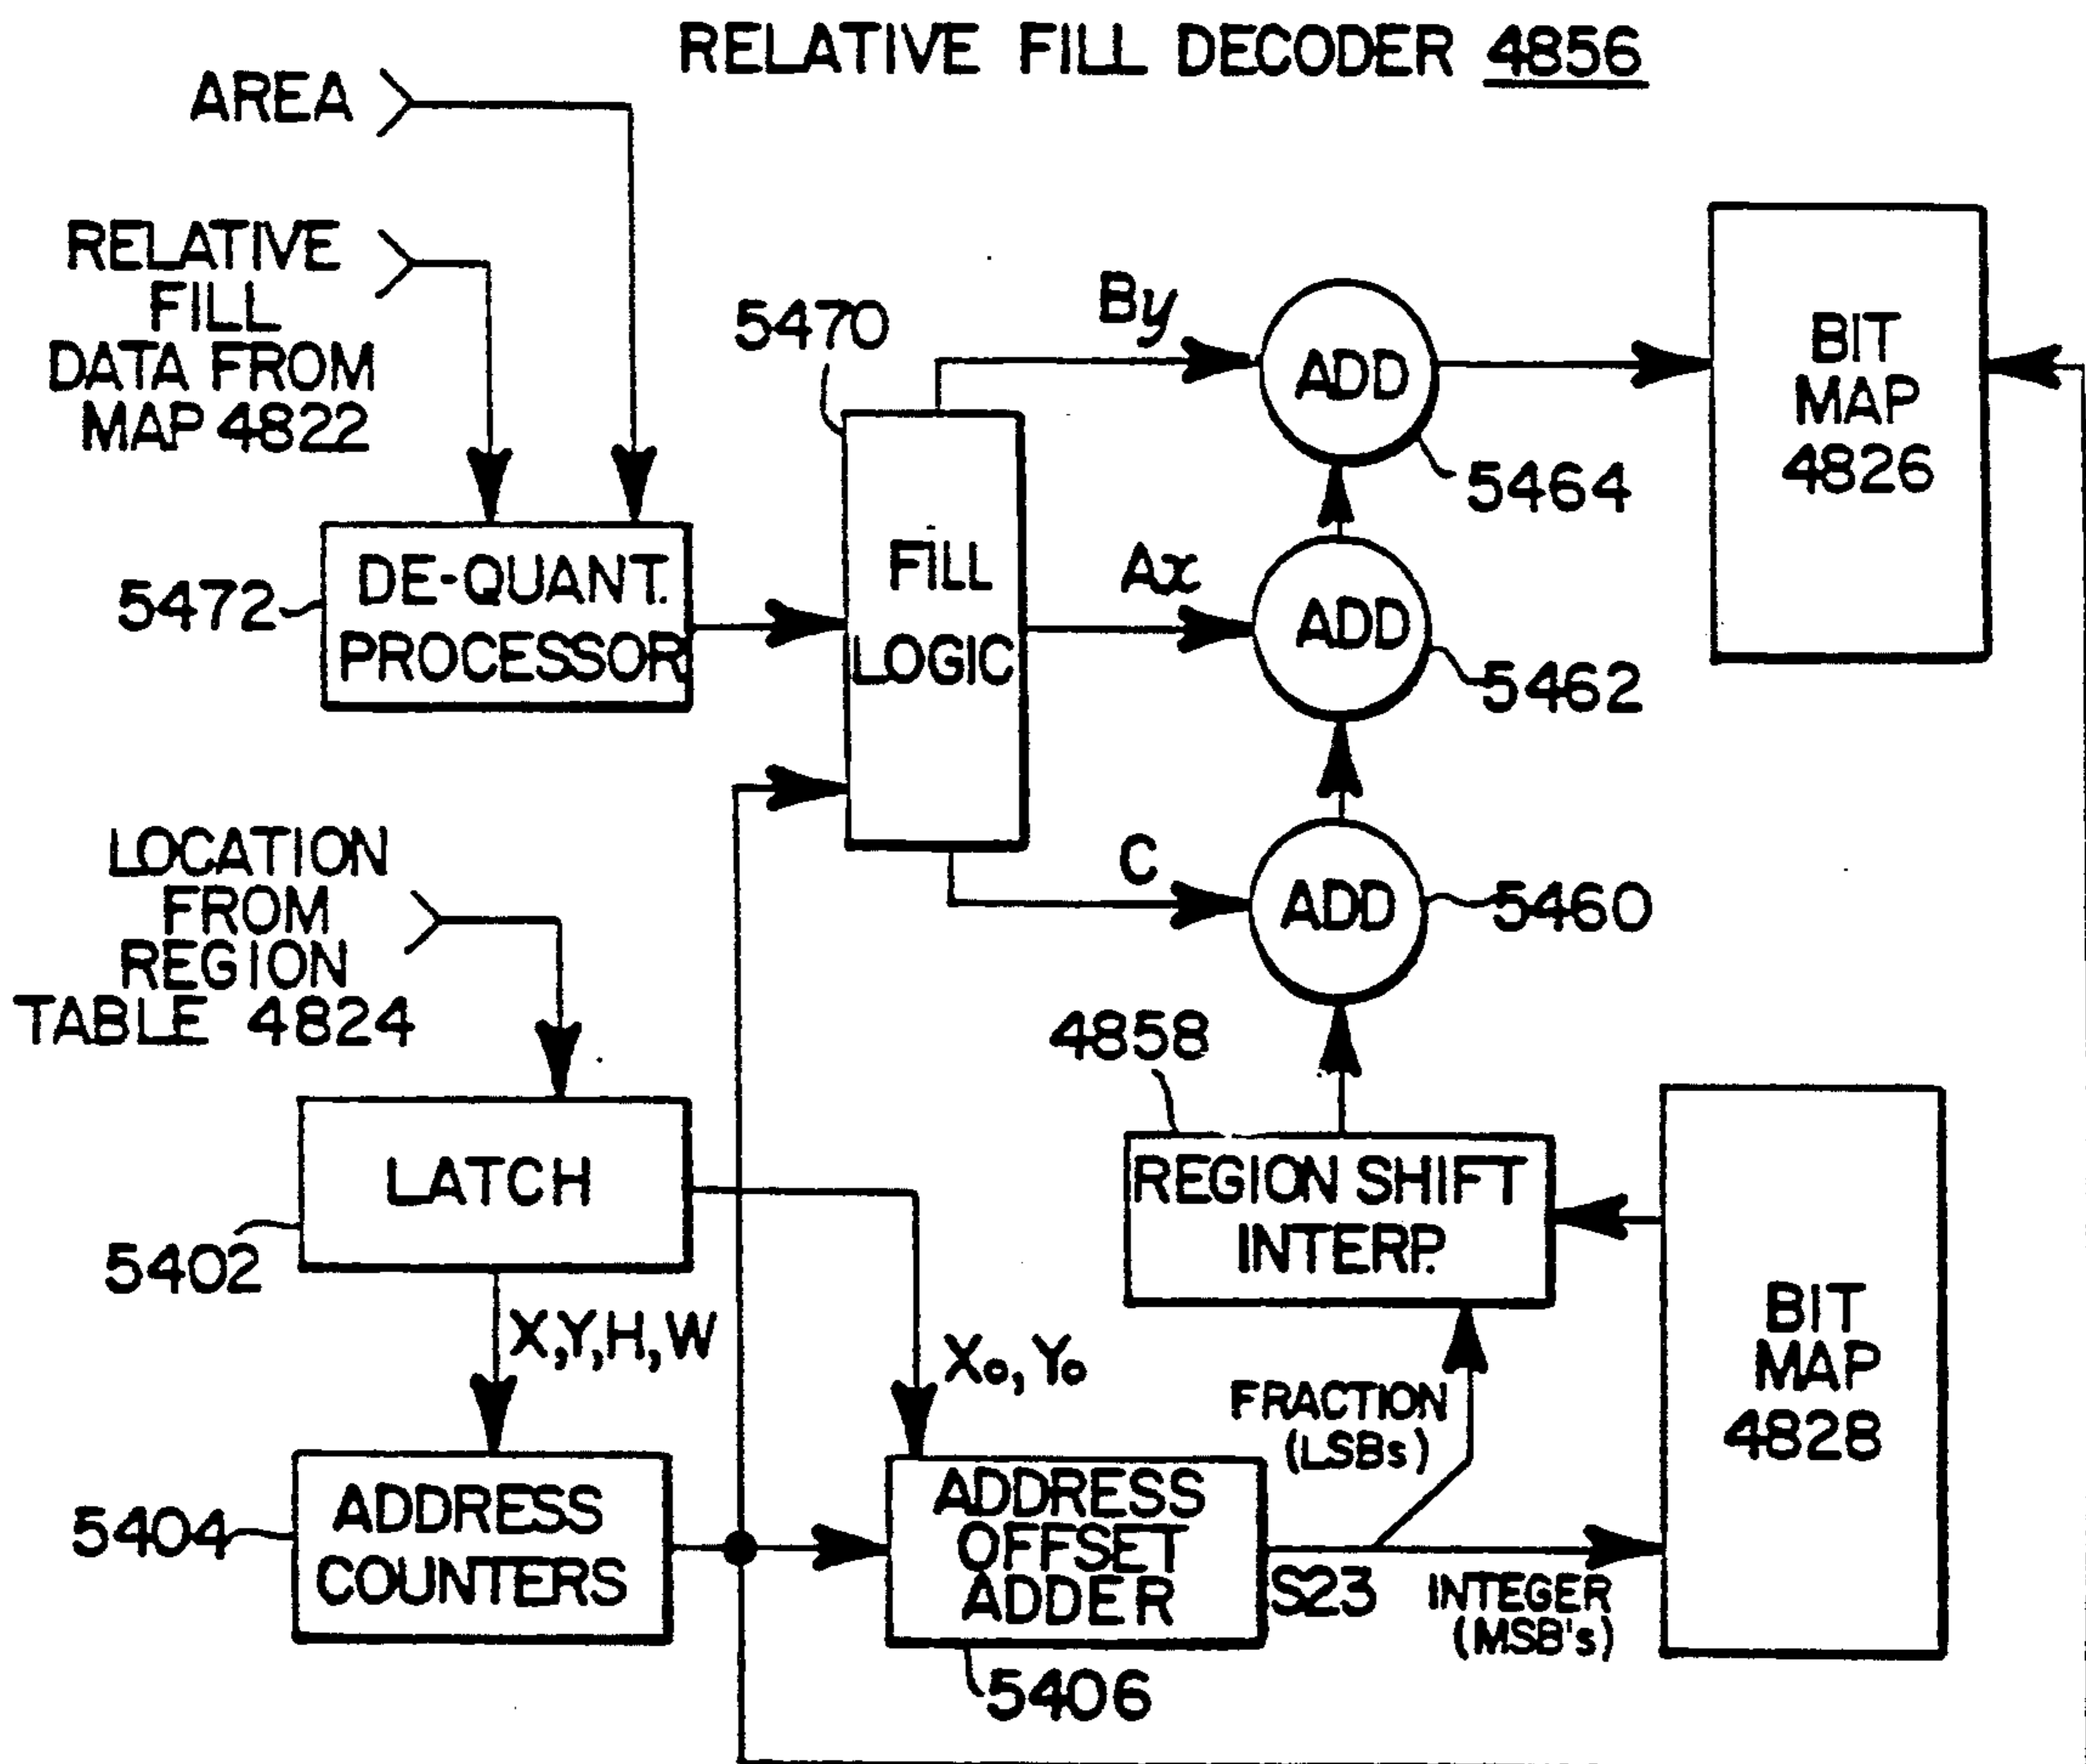 RELATIVE FILL DECODER 4856
AREA
RELATIVE
FILL
DATA FROM
MAP 4822
5472
DE-QUANT.
PROCESSOR
5470
FILL
LOGIC
By
Ax
C
ADD
5464
ADD
5462
ADD
5460
BIT
MAP
4826
LOCATION
FROM
REGION
TABLE 4824
LATCH
5402
X,Y,H,W
Xo, Yo
5404
ADDRESS
COUNTERS
ADDRESS
OFFSET
ADDER
5406
S23
4858
REGION SHIFT
INTERP.
FRACTION
(LSBs)
INTEGER
(MSB's)
BIT
MAP
4828